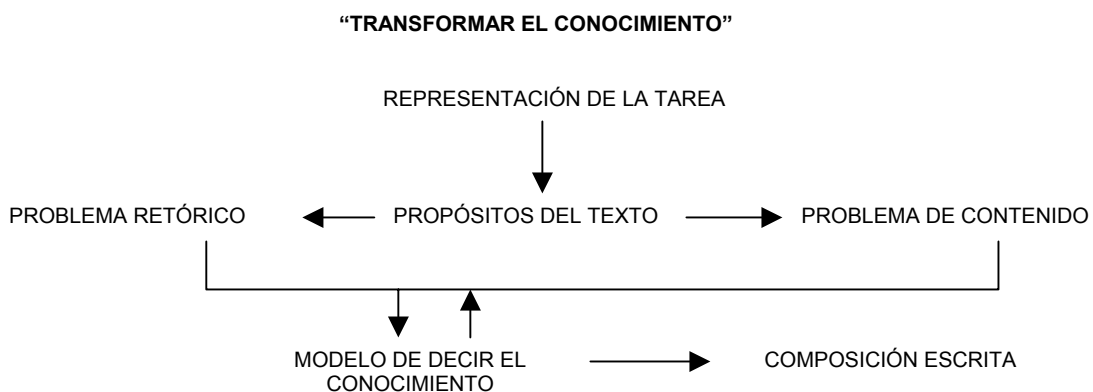 “TRANSFORMAR EL CONOCIMIENTO”
REPRESENTACIÓN DE LA TAREA
PROBLEMA RETÓRICO
PROPÓSITOS DEL TEXTO
PROBLEMA DE CONTENIDO
MODELO DE DECIR EL
CONOCIMIENTO
COMPOSICIÓN ESCRITA